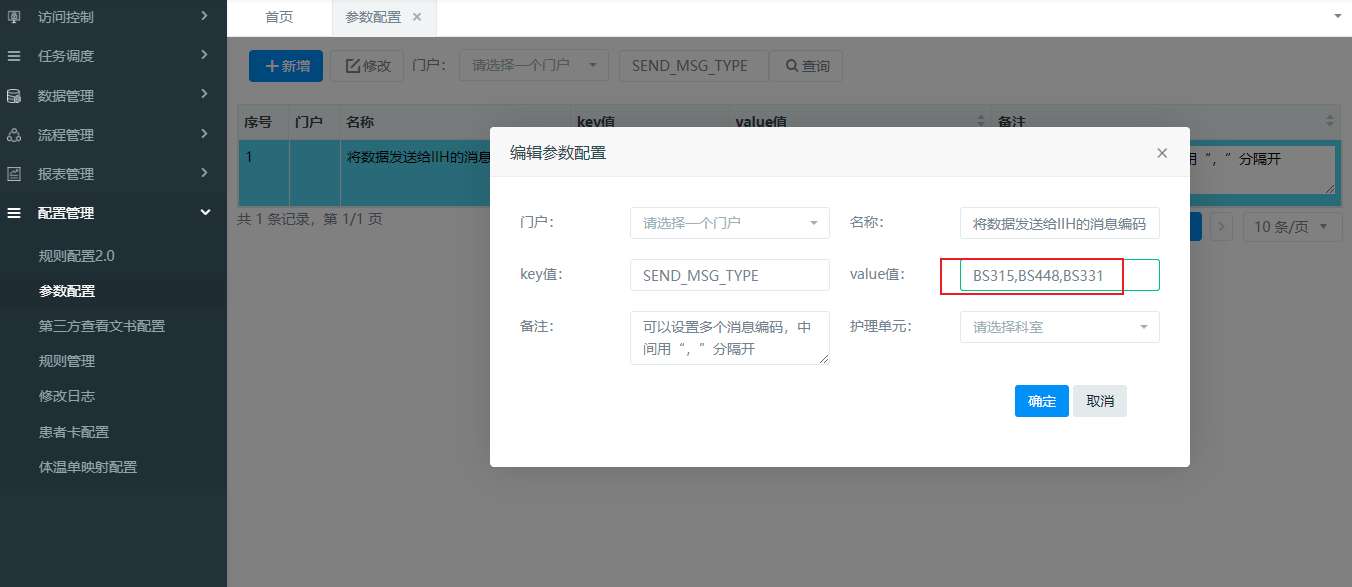 访问控制
任务调度
数据管理
流程管理
报表管理
配置管理
规则配置2.0
参数配置
第三方查看文书配置
规则管理
修改日志
患者卡配置
体温单映射配置
首页
参数配置
新增
修改
门户：
请选择一个门户
SEND_MSG_TYPE
查询
序号
门户
名称
key值
value值
备注
1
将数据发送给IIH的消息
用“，”分隔开
共 1 条记录，第 1/1 页
10 条/页
编辑参数配置
门户：
请选择一个门户
名称：
将数据发送给IIH的消息编码
key值：
SEND_MSG_TYPE
value值：
BS315,BS448,BS331
备注：
可以设置多个消息编码，中
间用“，”分隔开
护理单元：
请选择科室
确定
取消